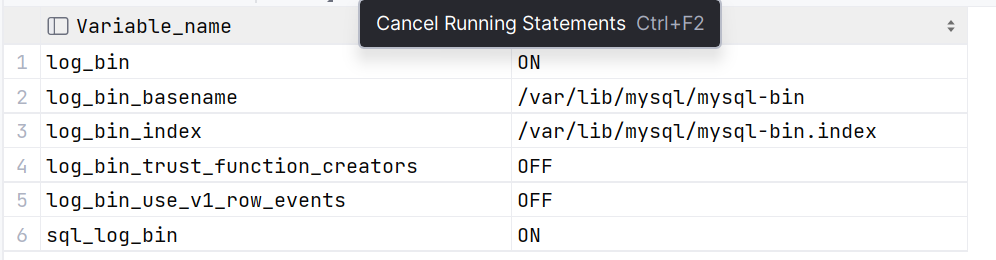 Cancel Running Statements Ctrl+F2
Variable_name
1 log_bin ON
2 log_bin_basename /var/lib/mysql/mysql-bin
3 log_bin_index /var/lib/mysql/mysql-bin.index
4 log_bin_trust_function_creators OFF
5 log_bin_use_v1_row_events OFF
6 sql_log_bin ON